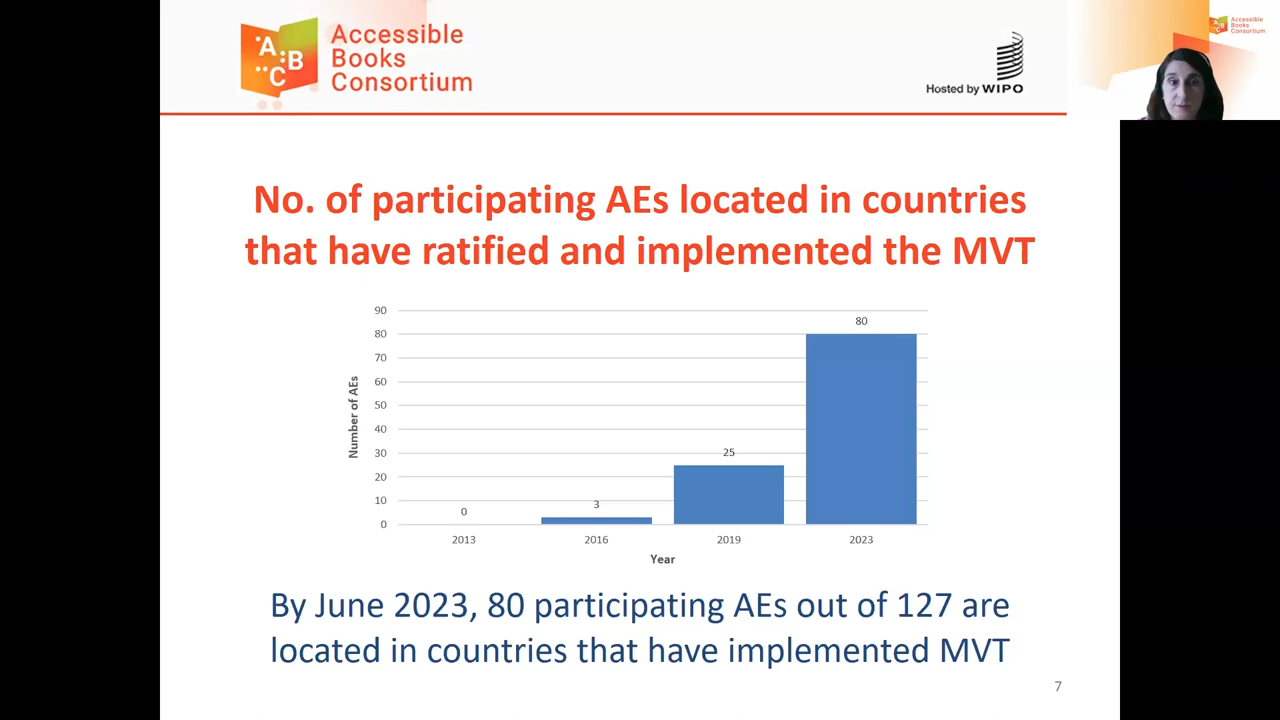 Accessible
Books
Consortium
A
B
C
Hosted by WIPO
Accessible
Books
Consortium
No. of participating AEs located in countries
that have ratified and implemented the MVT
90
80
70
60
50
40
30
20
10
0
Number of AEs
0
3
25
80
2013
2016
2019
2023
Year
By June 2023, 80 participating AEs out of 127 are
located in countries that have implemented MVT
7